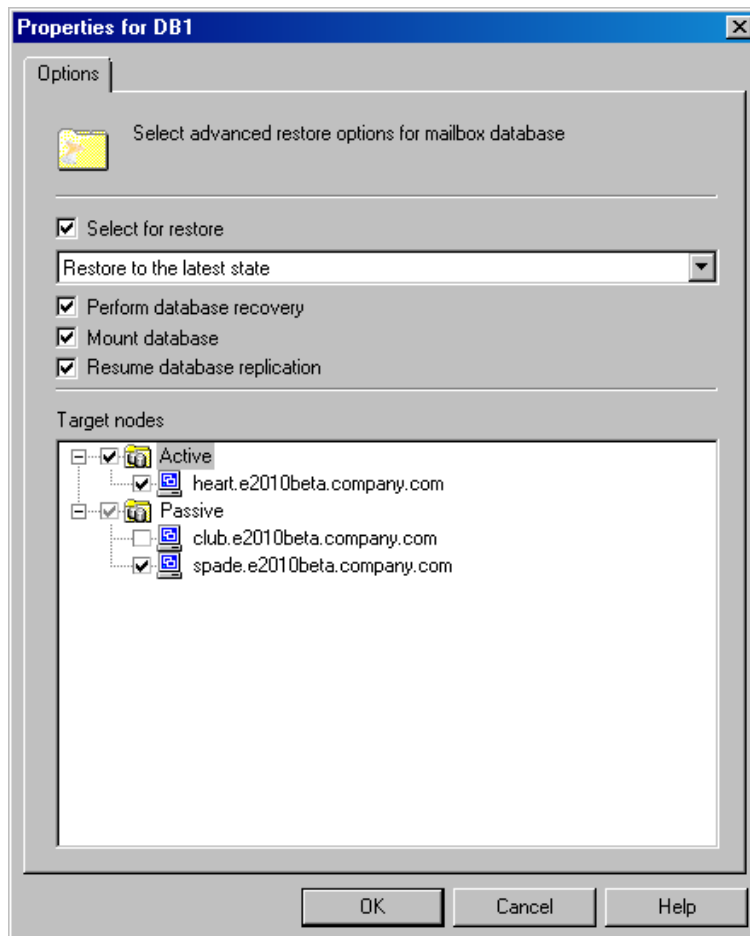 Properties for DB1
Options
Select advanced restore options for mailbox database
Select for restore
Restore to the latest state
Perform database recovery
Mount database
Resume database replication
Target nodes
Active
heart.e2010beta.company.com
Passive
club.e2010beta.company.com
spade.e2010beta.company.com
OK Cancel Help